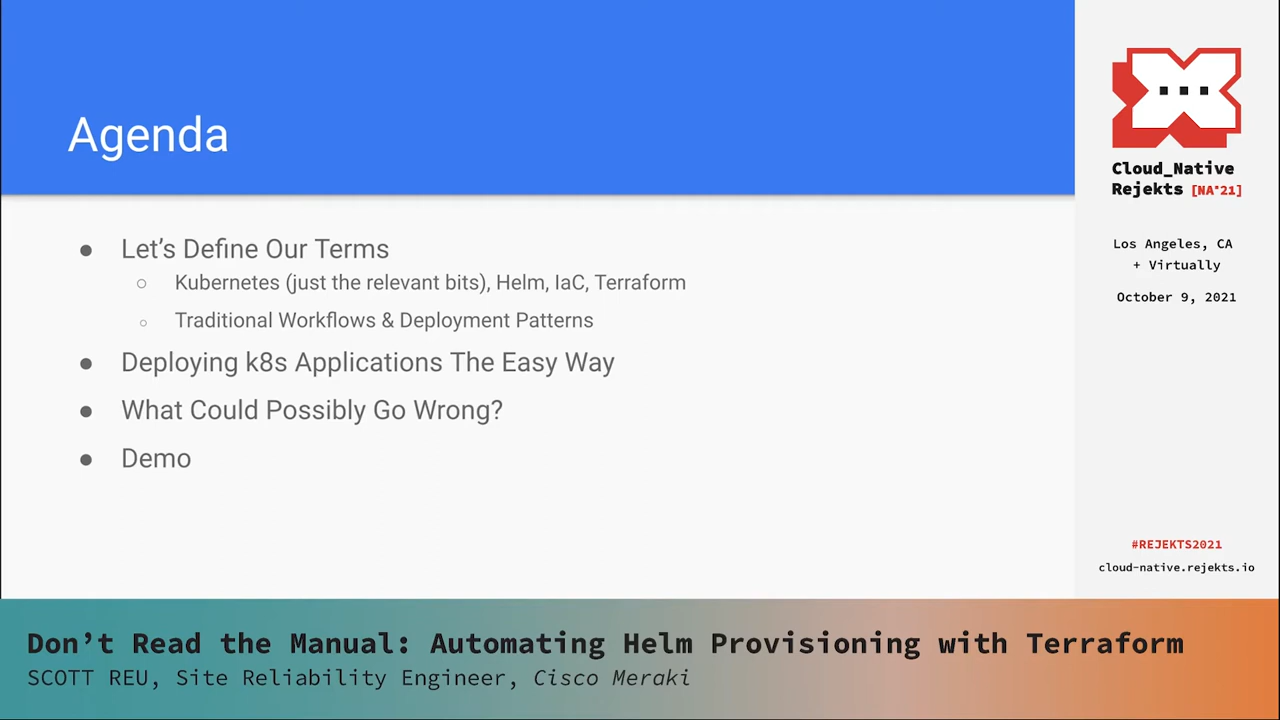 Agenda
● Let's Define Our Terms
○ Kubernetes (just the relevant bits), Helm, IaC, Terraform
○ Traditional Workflows & Deployment Patterns
● Deploying k8s Applications The Easy Way
● What Could Possibly Go Wrong?
● Demo
Cloud_Native
Rejekts [NA'21]
Los Angeles, CA
+ Virtually
October 9, 2021
#REJEKTS2021
cloud-native.rejekts.io
Don't Read the Manual: Automating Helm Provisioning with Terraform
SCOTT REU, Site Reliability Engineer, Cisco Meraki